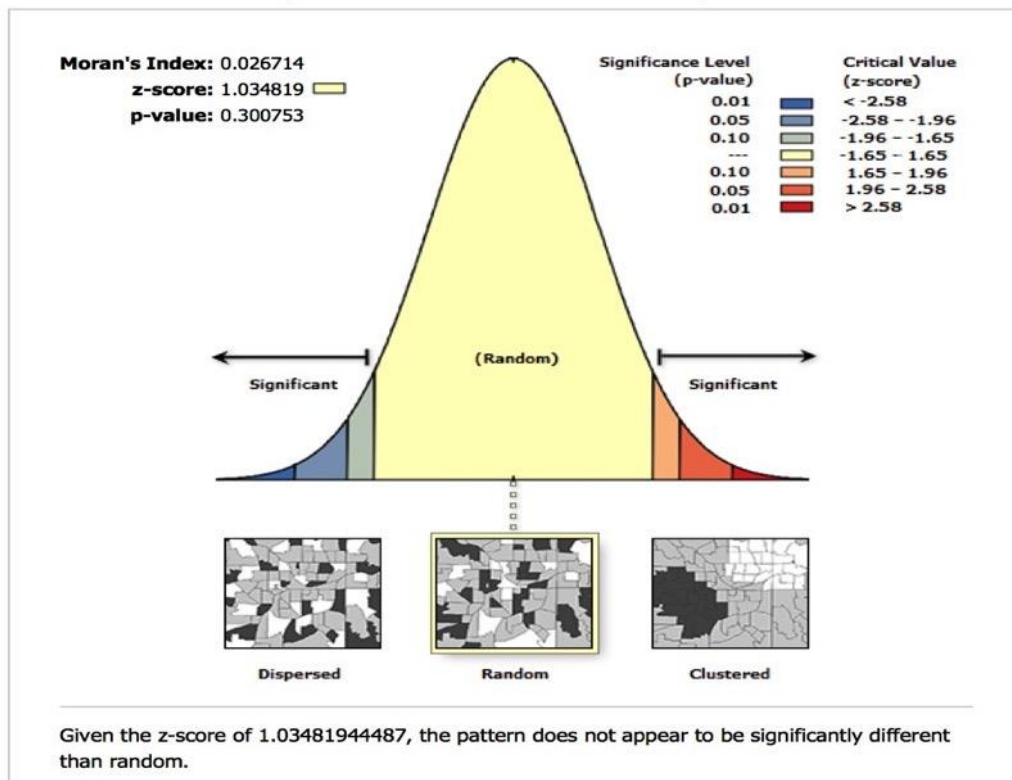 Moran's Index: 0.026714
z-score: 1.034819
p-value: 0.300753
Significance Level
(p-value)
Critical Value
(z-score)
0.01 < -2.58
0.05 -2.58 – -1.96
0.10 -1.96 – -1.65
--- -1.65 – 1.65
0.10 1.65 – 1.96
0.05 1.96 – 2.58
0.01 > 2.58
Significant
(Random)
Significant
Dispersed
Random
Clustered
Given the z-score of 1.03481944487, the pattern does not appear to be significantly different
than random.